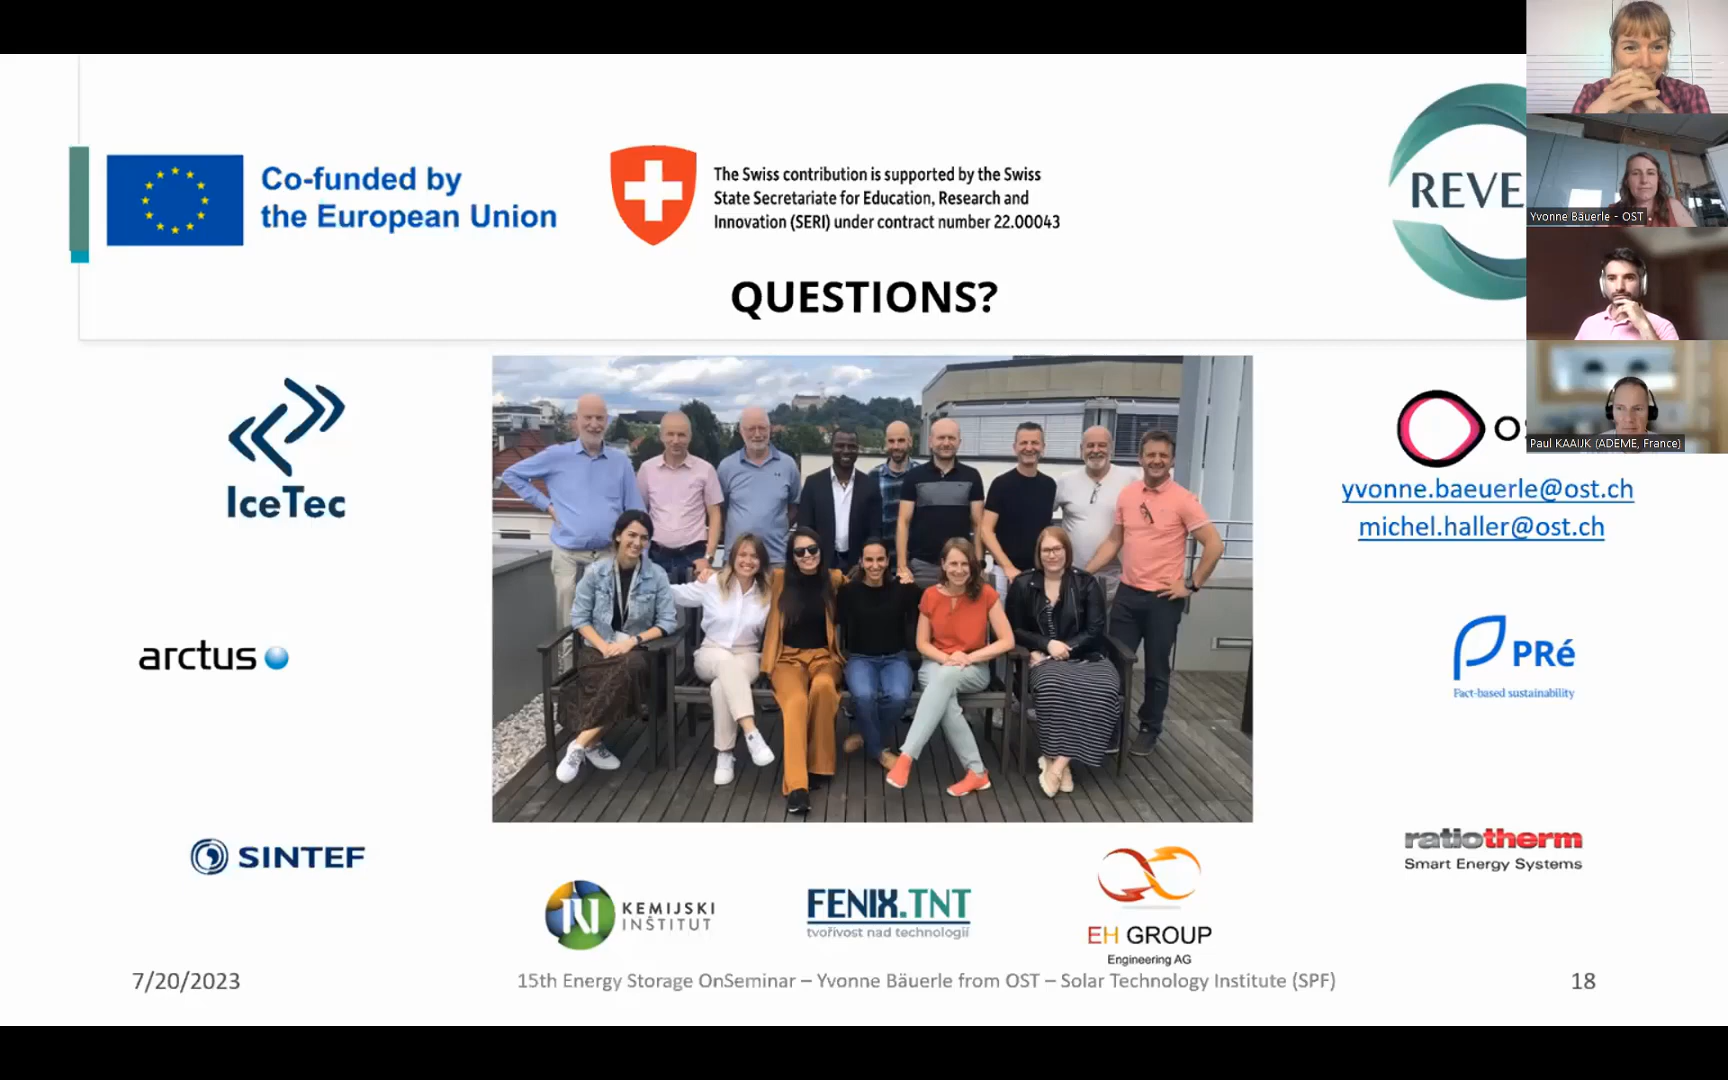 Co-funded by
the European Union
The Swiss contribution is supported by the Swiss
State Secretariate for Education, Research and
Innovation (SERI) under contract number 22.00043
REVE
QUESTIONS?
Yvonne Bäuerle - OST
Paul KAAIJK (ADEME, France)
IceTec
yvonne.baeuerle@ost.ch
michel.haller@ost.ch
arctus
PRé
Fact-based sustainability
SINTEF
ratiotherm
Smart Energy Systems
KEMIJSKI
INŠTITUT
FENIX.TNT
tvořivost nad technologií
EH GROUP
Engineering AG
7/20/2023
15th Energy Storage OnSeminar – Yvonne Bäuerle from OST – Solar Technology Institute (SPF)
18